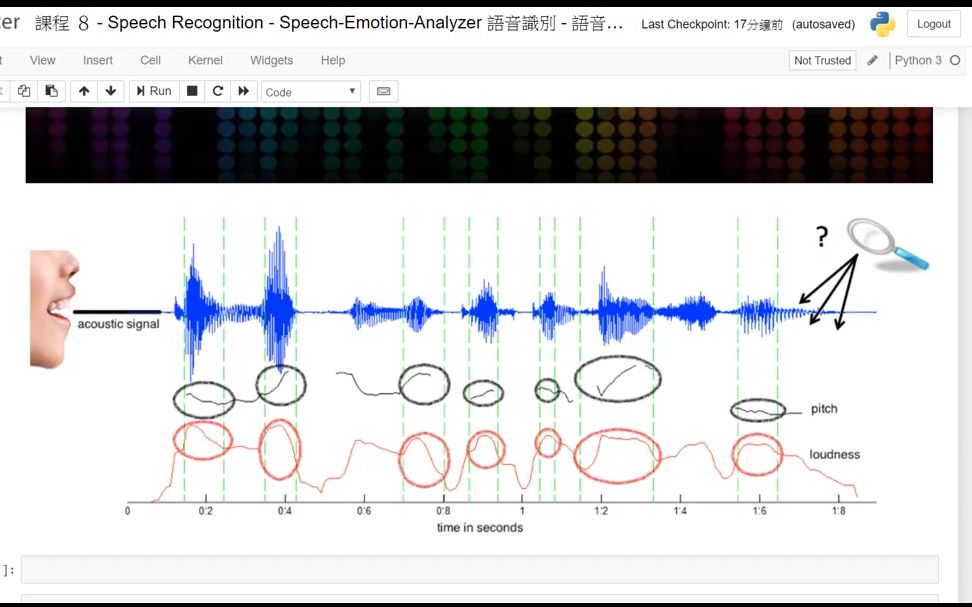 er 課程 8 - Speech Recognition - Speech-Emotion-Analyzer 語音識別 - 語音... Last Checkpoint: 17分鐘前 (autosaved) Logout
t View Insert Cell Kernel Widgets Help Not Trusted Python 3
Run Code
?
acoustic signal
pitch
loudness
0 0:2 0:4 0:6 0:8 1 1:2 1:4 1:6 1:8
time in seconds
]: